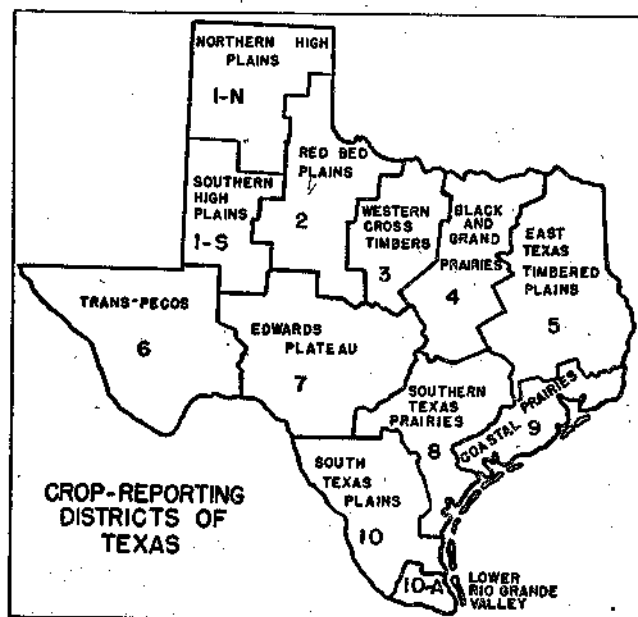 NORTHERN HIGH
PLAINS
1-N
RED BED
PLAINS
2
SOUTHERN
HIGH
PLAINS
1-S
WESTERN
CROSS
TIMBERS
3
BLACK
AND
GRAND
PRAIRIES
4
EAST
TEXAS
TIMBERED
PLAINS
5
TRANS-PECOS
6
EDWARDS
PLATEAU
7
SOUTHERN
TEXAS
PRAIRIES
8
COASTAL PRAIRIES
9
SOUTH
TEXAS
PLAINS
10
10-A
LOWER
RIO GRANDE
VALLEY
CROP-REPORTING
DISTRICTS OF
TEXAS